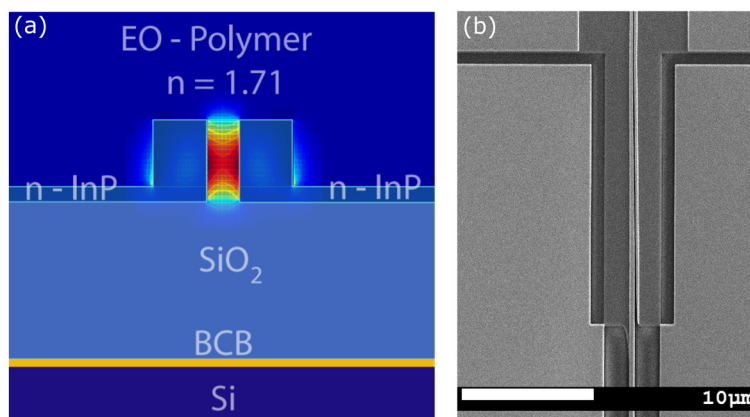 (a)
EO - Polymer
n = 1.71
n - InP
n - InP
SiO₂
BCB
Si
(b)
10μm